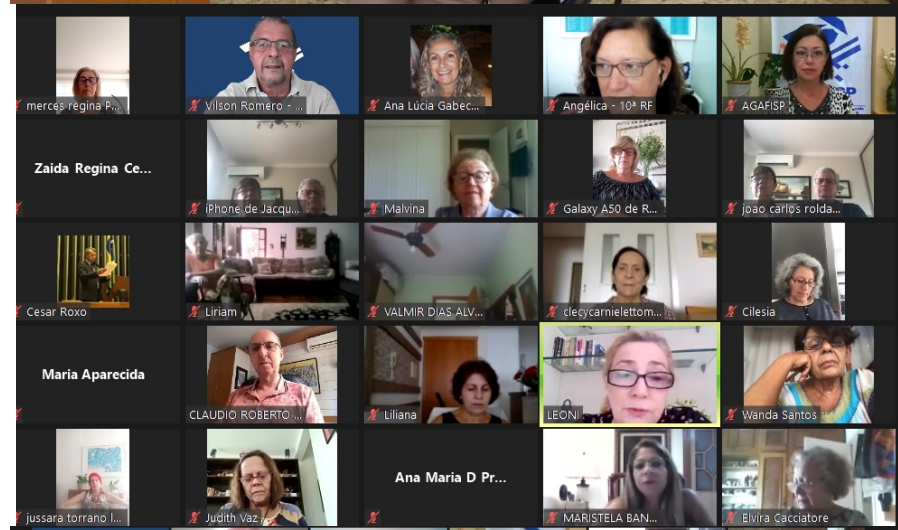 merces regina P...
Vilson Romero - ...
Ana Lúcia Gabec...
Angélica - 10ª RF
AGAFISP
Zaida Regina Ce...
iPhone de Jacqu...
Malvina
Galaxy A50 de R...
joao carlos rolda...
Cesar Roxo
Liriam
VALMIR DIAS ALV...
clecycarnielettom...
Cilesia
Maria Aparecida
CLAUDIO ROBERTO ...
Liliana
LEONI
Wanda Santos
jussara torrano l...
Judith Vaz
Ana Maria D Pr...
MARISTELA BAN...
Elvira Cacciatore